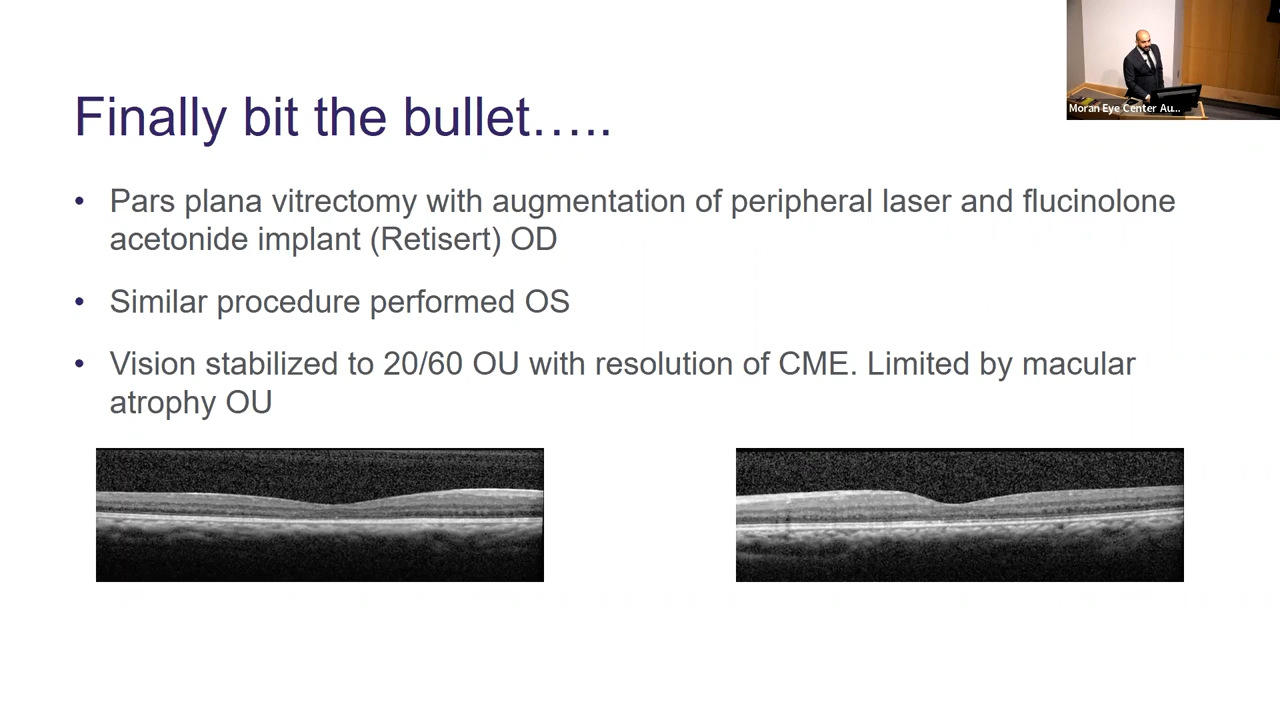 Moran Eye Center Au...
Finally bit the bullet…..
• Pars plana vitrectomy with augmentation of peripheral laser and flucinolone
acetonide implant (Retisert) OD
• Similar procedure performed OS
• Vision stabilized to 20/60 OU with resolution of CME. Limited by macular
atrophy OU